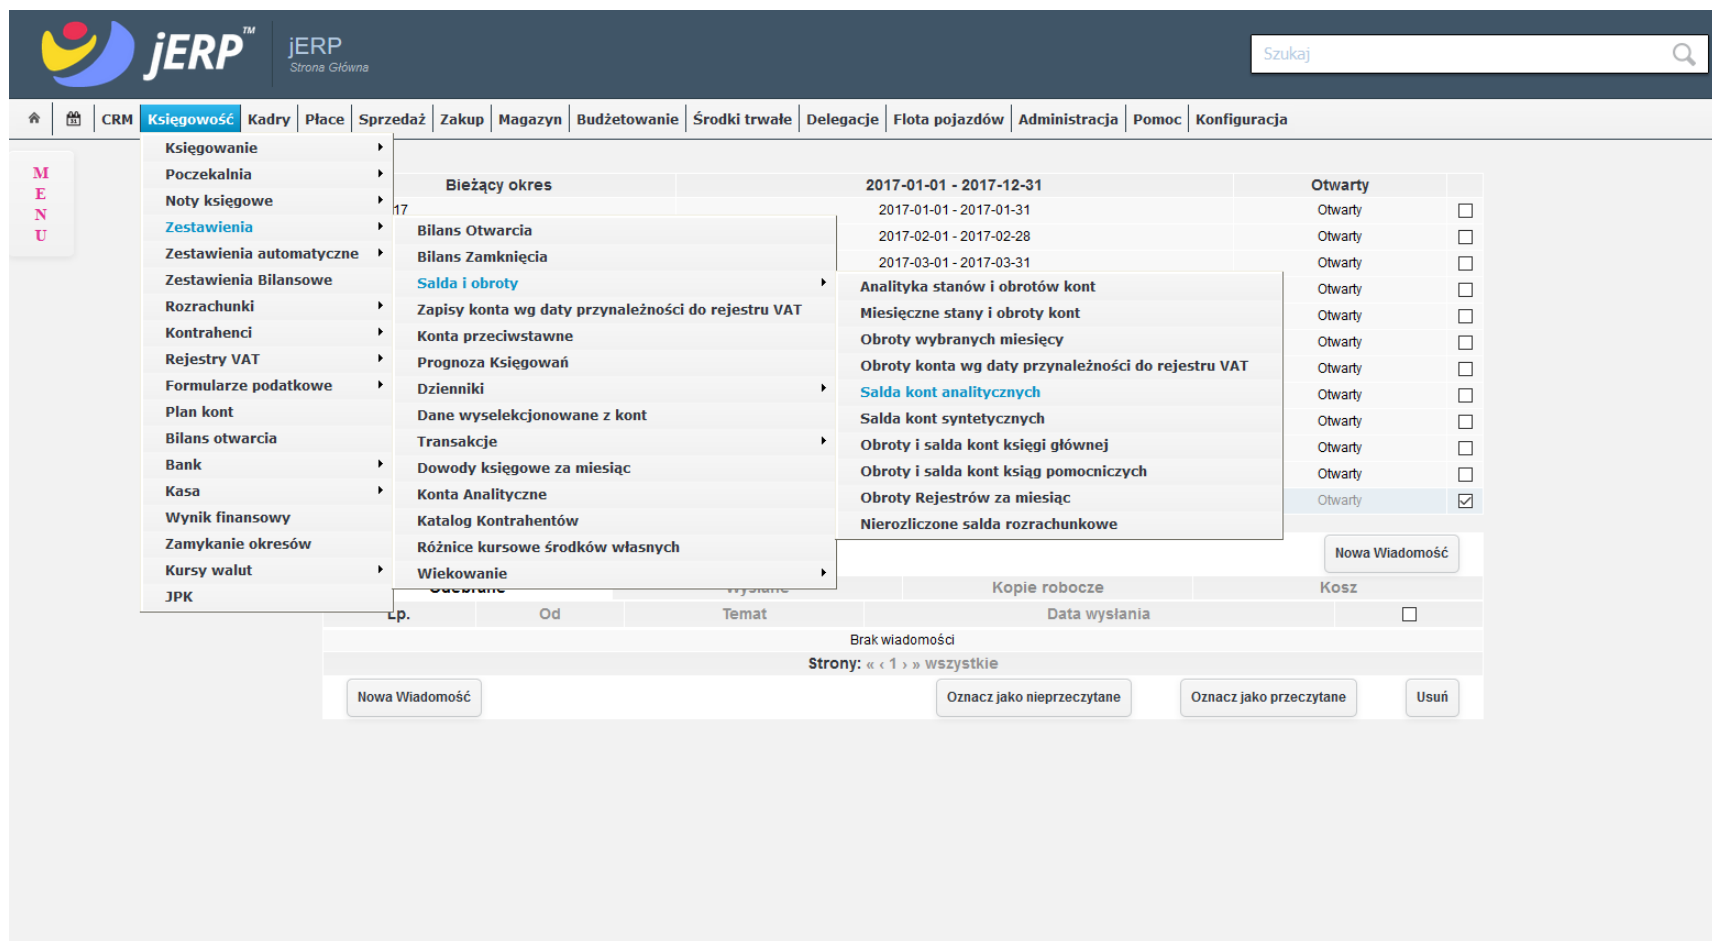 jERP™
jERP
Strona Główna
Szukaj
CRM Księgowość Kadry Płace Sprzedaż Zakup Magazyn Budżetowanie Środki trwałe Delegacje Flota pojazdów Administracja Pomoc Konfiguracja
MENU
Księgowanie
Poczekalnia
Noty księgowe
Zestawienia
Zestawienia automatyczne
Zestawienia Bilansowe
Rozrachunki
Kontrahenci
Rejestry VAT
Formularze podatkowe
Plan kont
Bilans otwarcia
Bank
Kasa
Wynik finansowy
Zamykanie okresów
Kursy walut
JPK
Bilans Otwarcia
Bilans Zamknięcia
Salda i obroty
Zapisy konta wg daty przynależności do rejestru VAT
Konta przeciwstawne
Prognoza Księgowań
Dzienniki
Dane wyselekcjonowane z kont
Transakcje
Dowody księgowe za miesiąc
Konta Analityczne
Katalog Kontrahentów
Różnice kursowe środków własnych
Wiekowanie
Analityka stanów i obrotów kont
Miesięczne stany i obroty kont
Obroty wybranych miesięcy
Obroty konta wg daty przynależności do rejestru VAT
Salda kont analitycznych
Salda kont syntetycznych
Obroty i salda kont księgi głównej
Obroty i salda kont ksiąg pomocniczych
Obroty Rejestrów za miesiąc
Nierozliczone salda rozrachunkowe
Bieżący okres 2017-01-01 - 2017-12-31 Otwarty
17 2017-01-01 - 2017-01-31 Otwarty
2017-02-01 - 2017-02-28 Otwarty
2017-03-01 - 2017-03-31 Otwarty
Otwarty
Otwarty
Otwarty
Otwarty
Otwarty
Otwarty
Otwarty
Otwarty
Otwarty
Nowa Wiadomość
Odebrane Wysłane Kopie robocze Kosz
Lp. Od Temat Data wysłania
Brak wiadomości
Strony: « ‹ 1 › » wszystkie
Nowa Wiadomość Oznacz jako nieprzeczytane Oznacz jako przeczytane Usuń